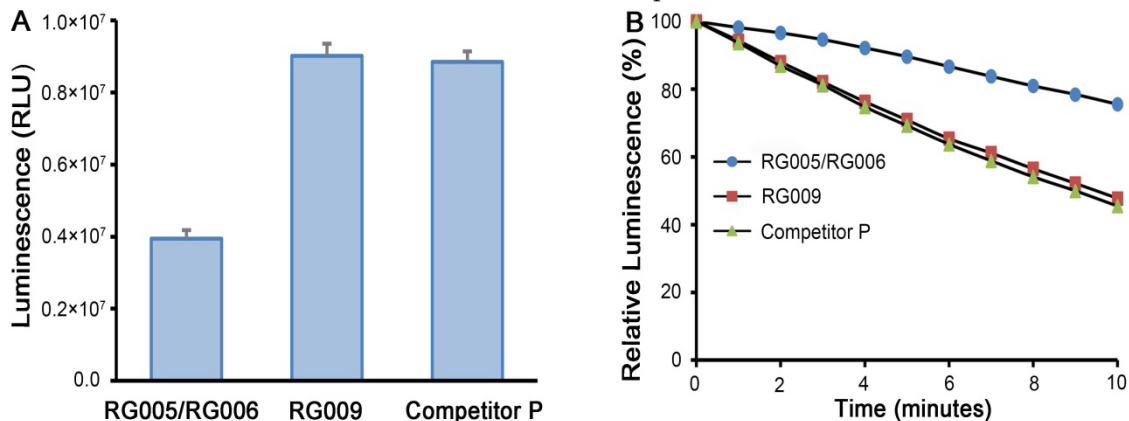 A
Luminescence (RLU)
1.0×10⁷
0.8×10⁷
0.6×10⁷
0.4×10⁷
0.2×10⁷
0.0
RG005/RG006 RG009 Competitor P
B
Relative Luminescence (%)
100
80
60
40
20
0
RG005/RG006
RG009
Competitor P
0 2 4 6 8 10
Time (minutes)